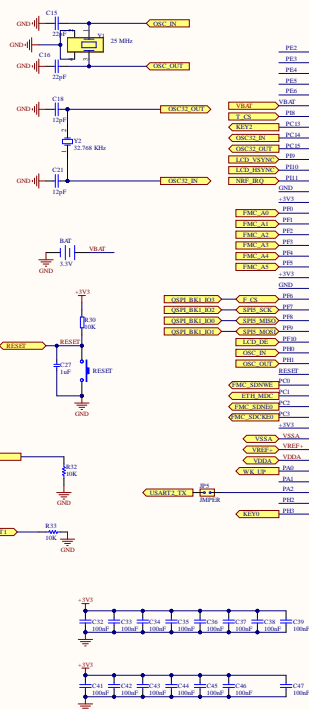 C15
GND
22pF
OSC_IN
Y1
GND
25 MHz
C16
GND
22pF
OSC_OUT
C18
GND
12pF
OSC32_OUT
Y2
32.768 KHz
C21
GND
12pF
OSC32_IN
BAT
VBAT
GND
3.3V
+3V3
R30
10K
RESET
RESET
C27
1uF
RESET
GND
R32
10K
GND
R33
10K
GND
PE2
PE3
PE4
PE5
PE6
VBAT VBAT
T_CS PI8
KEY2 PC13
OSC32_IN PC14
OSC32_OUT PC15
LCD_VSYNC PI9
LCD_HSYNC PI10
NRF_IRQ PI11
GND
+3V3
FMC_A0 PF0
FMC_A1 PF1
FMC_A2 PF2
FMC_A3 PF3
FMC_A4 PF4
FMC_A5 PF5
+3V3
GND
QSPI_BK1_IO3 F_CS PF6
QSPI_BK1_IO2 SPI5_SCK PF7
QSPI_BK1_IO0 SPI5_MISO PF8
QSPI_BK1_IO1 SPI5_MOSI PF9
LCD_DE PF10
OSC_IN PH0
OSC_OUT PH1
RESET
FMC_SDNWE PC0
ETH_MDC PC1
FMC_SDNE0 PC2
FMC_SDCKE0 PC3
+3V3
VSSA VSSA
VREF+ VREF+
VDDA VDDA
WK_UP PA0
PA1
USART2_TX JP5 PA2
JMPER
PH2
KEY0 PH3
+3V3
C32 C33 C34 C35 C36 C37 C38 C39
100nF 100nF 100nF 100nF 100nF 100nF 100nF 100nF
GND
+3V3
C41 C42 C43 C44 C45 C46 C47
100nF 100nF 100nF 100nF 100nF 100nF 100nF